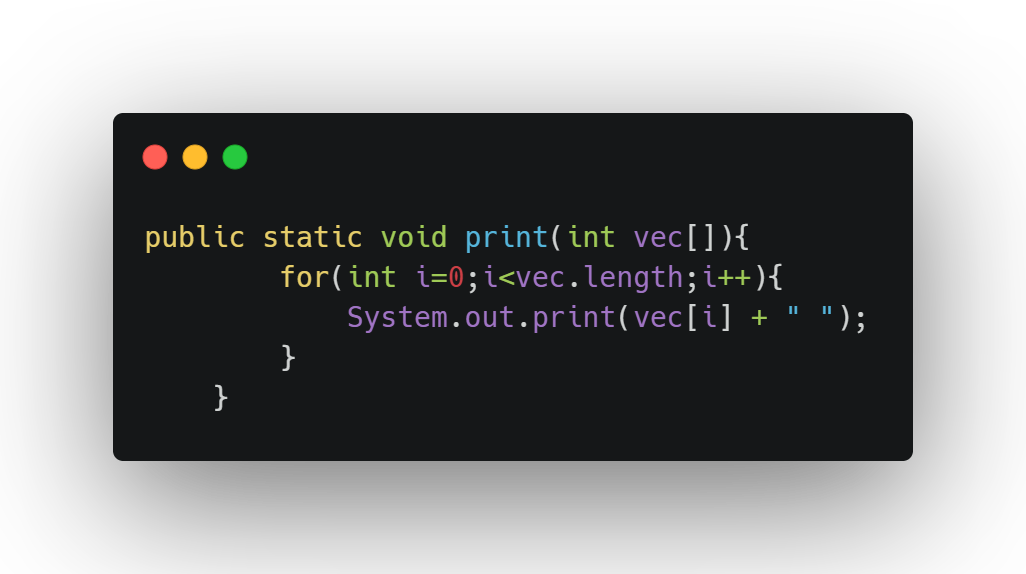 public static void print(int vec[]){
        for(int i=0;i<vec.length;i++){
            System.out.print(vec[i] + " ");
        }
    }